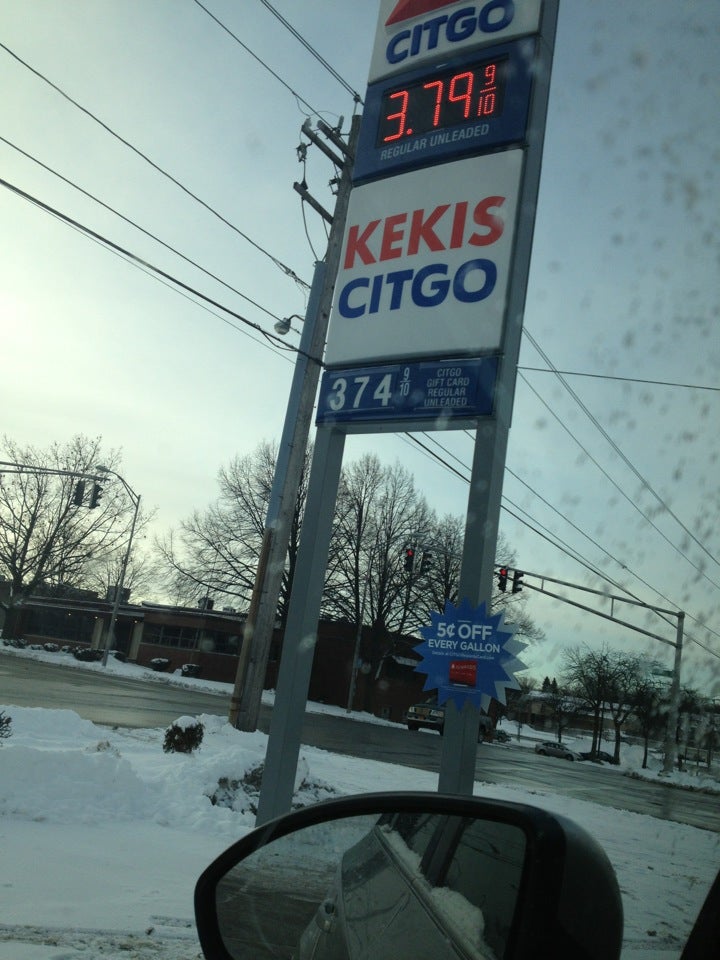 CITGO
3.79 9/10
REGULAR UNLEADED
KEKIS
CITGO
374 9/10
CITGO
GIFT CARD
REGULAR
UNLEADED
5¢ OFF
EVERY GALLON